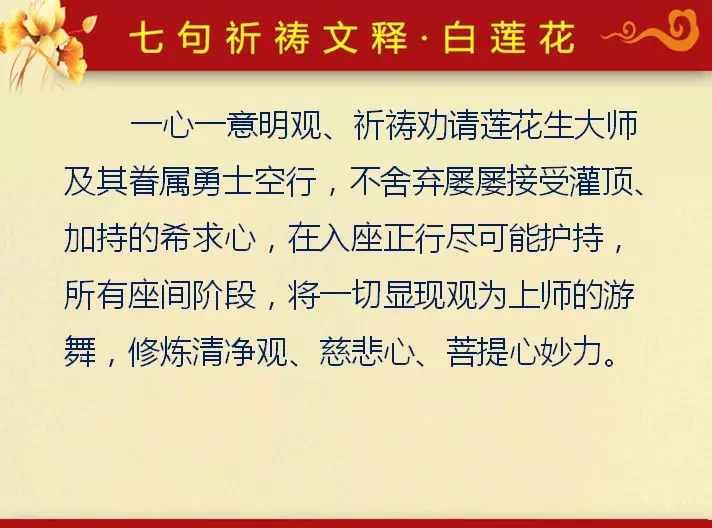 七句祈祷文释·白莲花
一心一意明观、祈祷劝请莲花生大师
及其眷属勇士空行，不舍弃屡屡接受灌顶、
加持的希求心，在入座正行尽可能护持，
所有座间阶段，将一切显现观为上师的游
舞，修炼清净观、慈悲心、菩提心妙力。